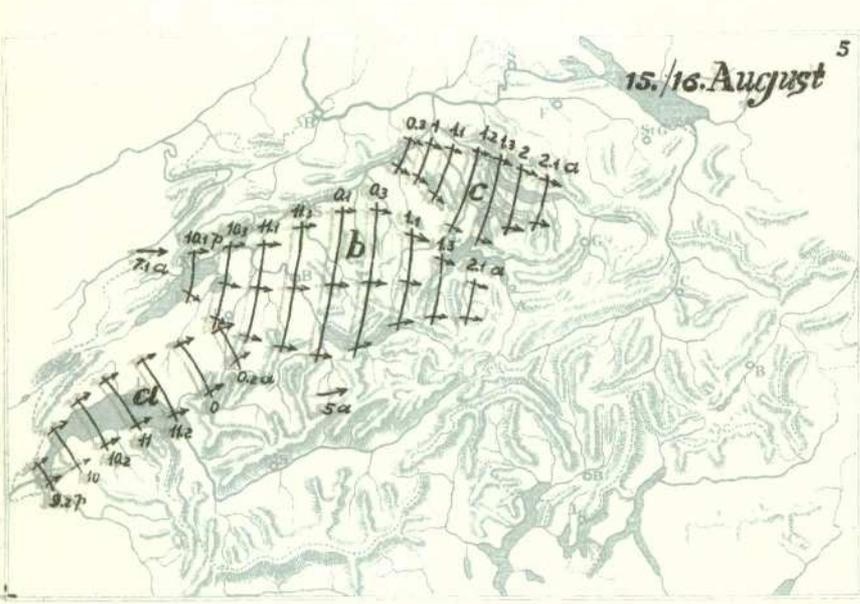 5
15./16. August
0.3 1 1.1 1.2 1.3 2 2.1 a
c
F
St G
B
10.1 p 10.3 11.1 11.3 0.1 0.3 1.1 1.3 2.1 a
7.1 a
b
B
G
A
a
0.2 a
0
11.2
11
10.2
10
9.2 p
5 a
S
B
B
L